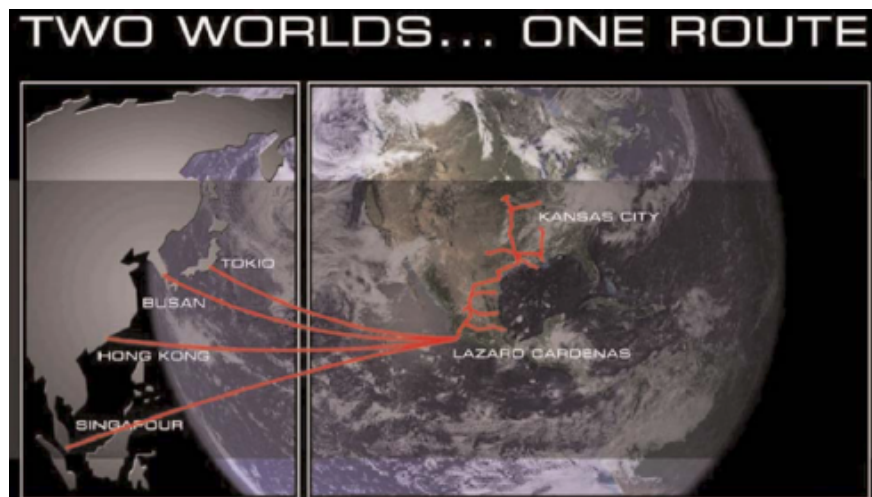 TWO WORLDS... ONE ROUTE
KANSAS CITY
TOKIO
BUSAN
HONG KONG
LAZARO CARDENAS
SINGAPOUR